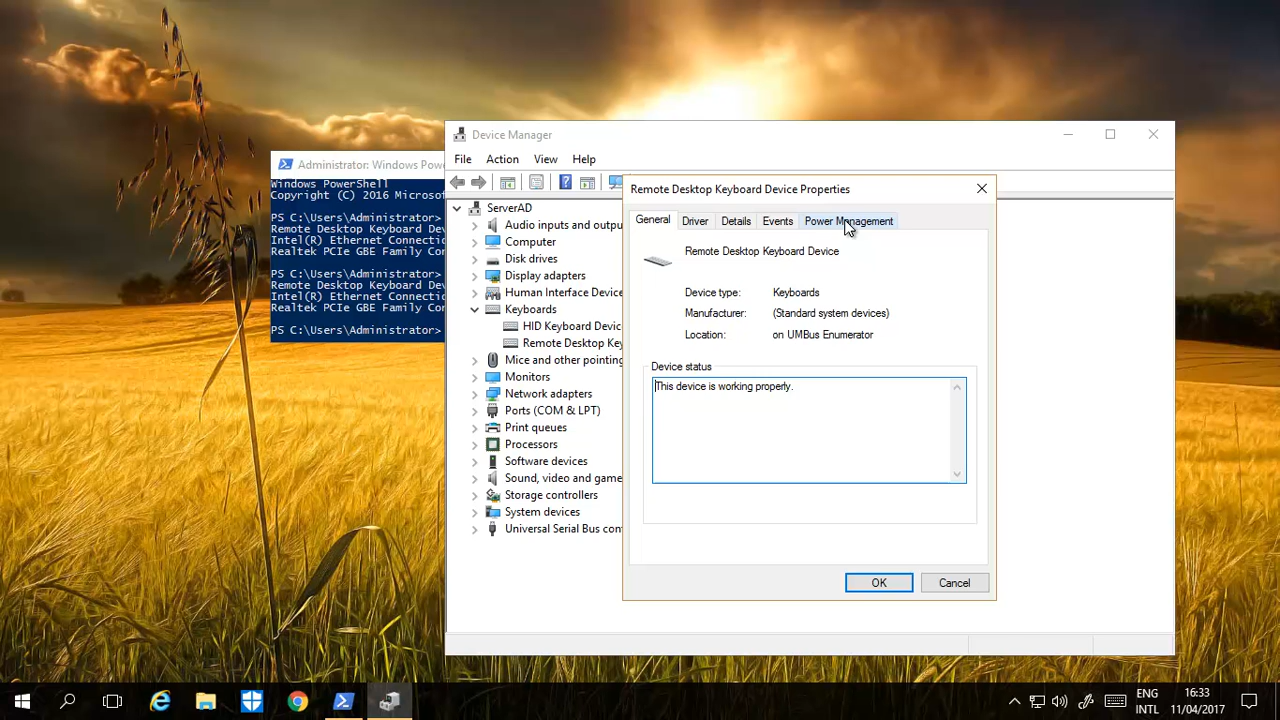 Device Manager
File Action View Help
Administrator: Windows Pow
Windows PowerShell
Copyright (C) 2016 Microsof
PS C:\Users\Administrator>
Remote Desktop Keyboard Dev
Intel(R) Ethernet Connectio
Realtek PCIe GBE Family Con
PS C:\Users\Administrator>
Remote Desktop Keyboard Dev
Intel(R) Ethernet Connectio
Realtek PCIe GBE Family Con
PS C:\Users\Administrator>
ServerAD
Audio inputs and outpu
Computer
Disk drives
Display adapters
Human Interface Device
Keyboards
HID Keyboard Devic
Remote Desktop Key
Mice and other pointing
Monitors
Network adapters
Ports (COM & LPT)
Print queues
Processors
Software devices
Sound, video and game
Storage controllers
System devices
Universal Serial Bus con
Remote Desktop Keyboard Device Properties
General Driver Details Events Power Management
Remote Desktop Keyboard Device
Device type: Keyboards
Manufacturer: (Standard system devices)
Location: on UMBus Enumerator
Device status
This device is working properly.
OK Cancel
ENG 16:33
INTL 11/04/2017